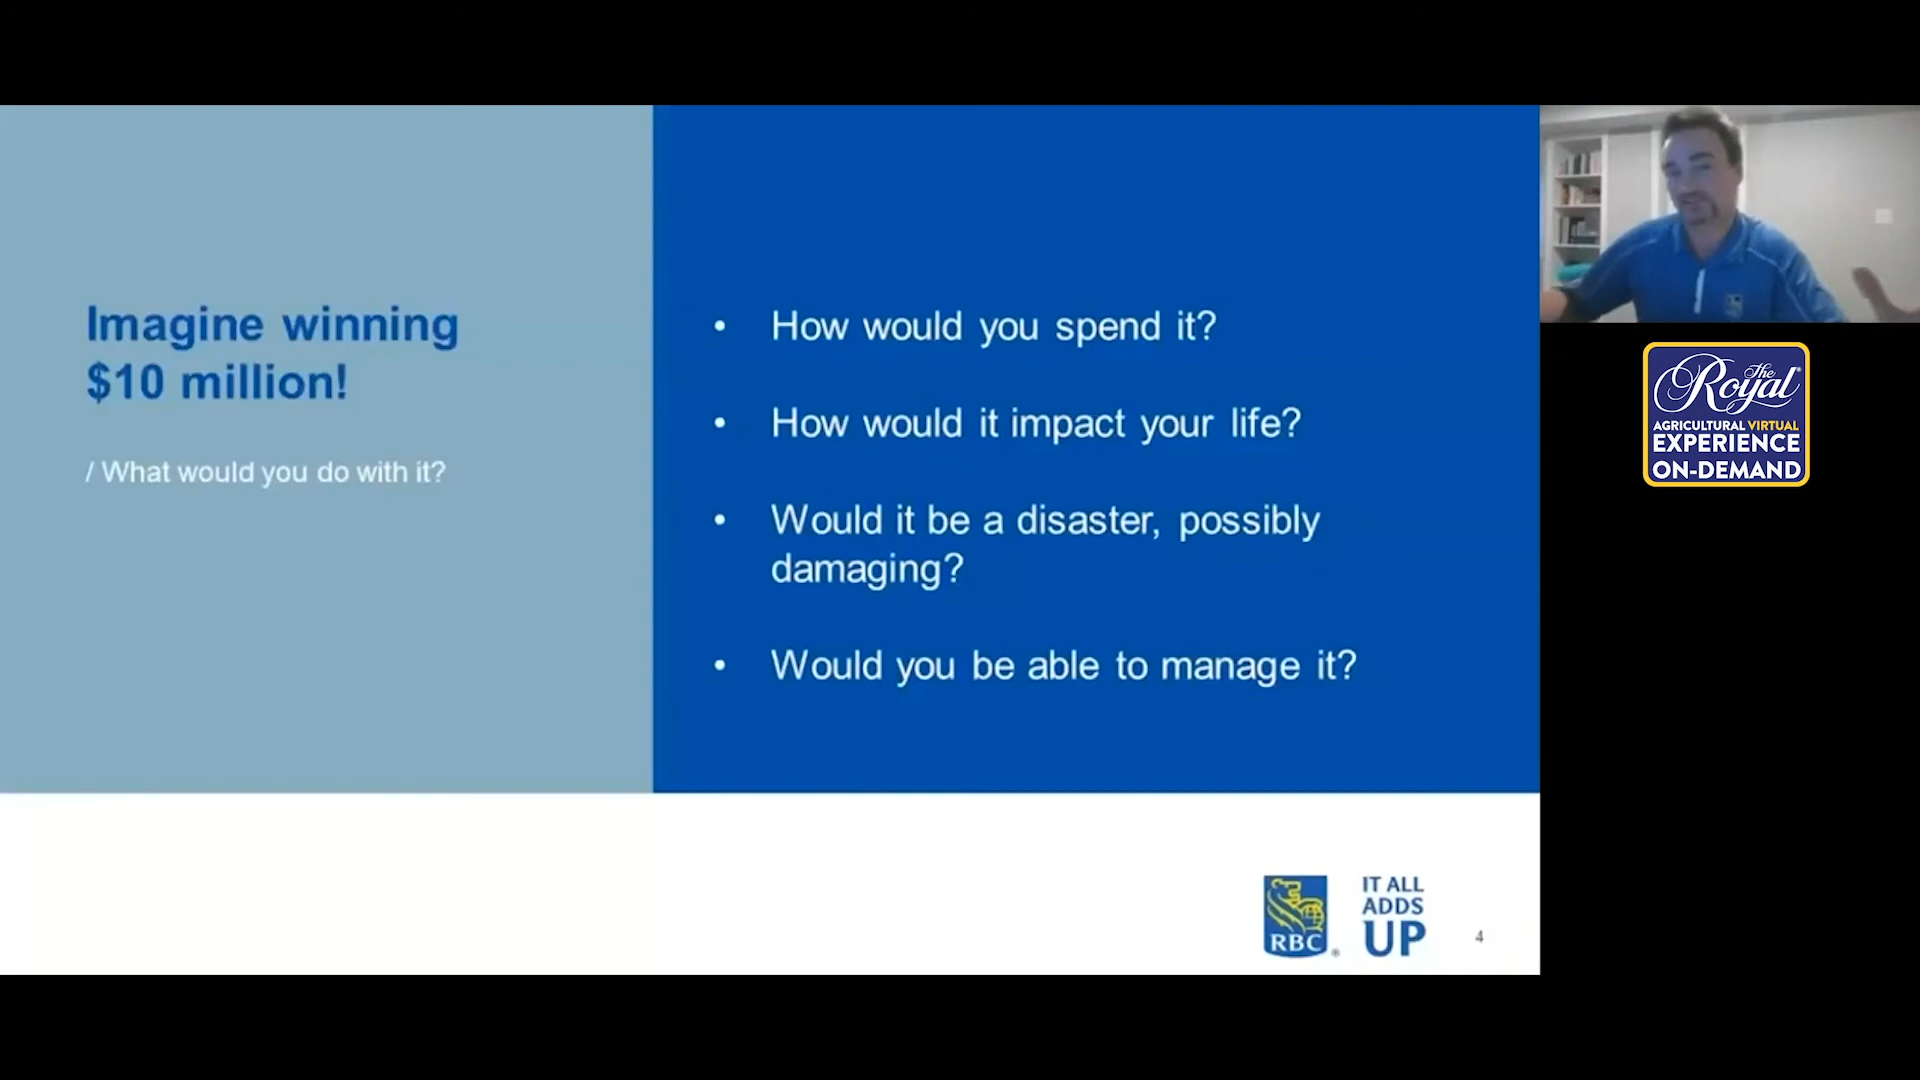 Imagine winning
$10 million!
/ What would you do with it?
• How would you spend it?
• How would it impact your life?
• Would it be a disaster, possibly
damaging?
• Would you be able to manage it?
The
Royal
AGRICULTURAL VIRTUAL
EXPERIENCE
ON-DEMAND
RBC
®
IT ALL
ADDS
UP
4